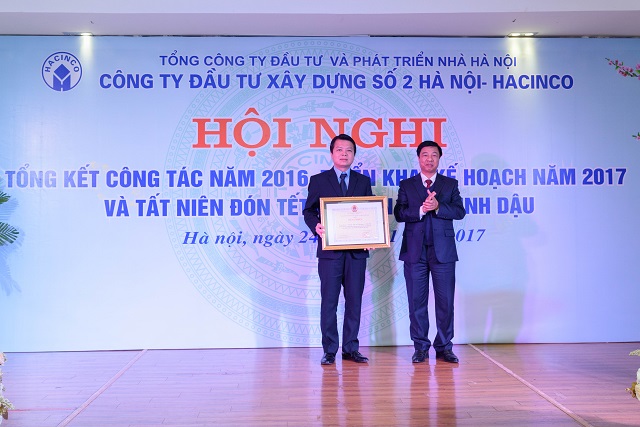 HACINCO
TỔNG CÔNG TY ĐẦU TƯ VÀ PHÁT TRIỂN NHÀ HÀ NỘI
CÔNG TY ĐẦU TƯ XÂY DỰNG SỐ 2 HÀ NỘI- HACINCO
HỘI NGHỊ
TỔNG KẾT CÔNG TÁC NĂM 2016 KẾ HOẠCH NĂM 2017
VÀ TẤT NIÊN ĐÓN TẾT DẬU
Hà nội, ngày 2017